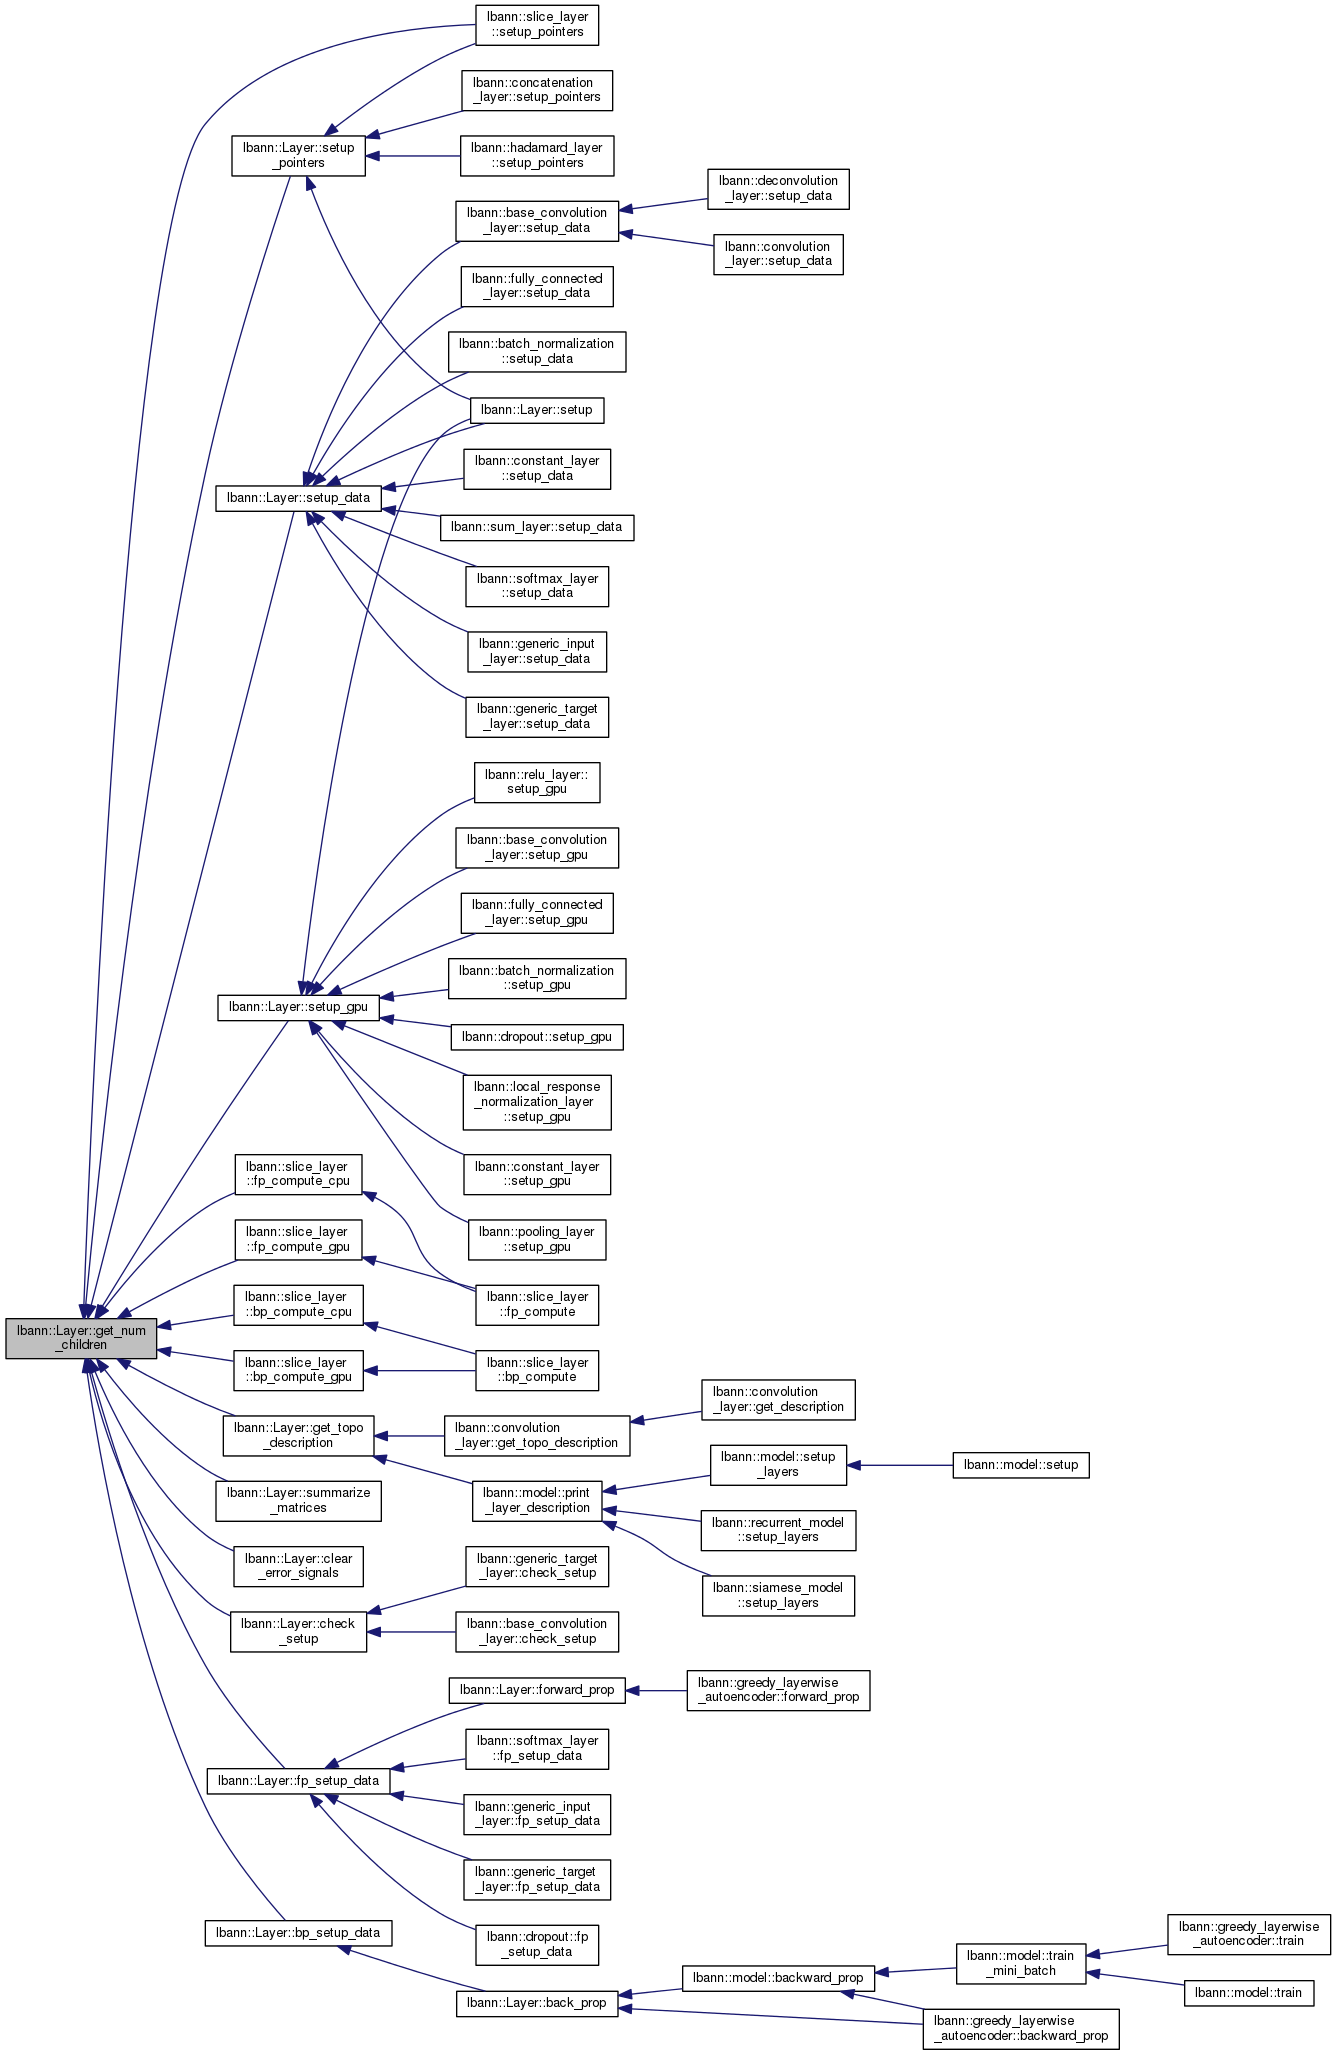 lbann::slice_layer
::setup_pointers
lbann::concatenation
_layer::setup_pointers
lbann::Layer::setup
_pointers
lbann::hadamard_layer
::setup_pointers
lbann::deconvolution
_layer::setup_data
lbann::base_convolution
_layer::setup_data
lbann::convolution
_layer::setup_data
lbann::fully_connected
_layer::setup_data
lbann::batch_normalization
::setup_data
lbann::Layer::setup
lbann::constant_layer
::setup_data
lbann::Layer::setup_data
lbann::sum_layer::setup_data
lbann::softmax_layer
::setup_data
lbann::generic_input
_layer::setup_data
lbann::generic_target
_layer::setup_data
lbann::relu_layer::
setup_gpu
lbann::base_convolution
_layer::setup_gpu
lbann::fully_connected
_layer::setup_gpu
lbann::batch_normalization
::setup_gpu
lbann::Layer::setup_gpu
lbann::dropout::setup_gpu
lbann::local_response
_normalization_layer
::setup_gpu
lbann::slice_layer
::fp_compute_cpu
lbann::constant_layer
::setup_gpu
lbann::slice_layer
::fp_compute_gpu
lbann::pooling_layer
::setup_gpu
lbann::slice_layer
::bp_compute_cpu
lbann::slice_layer
::fp_compute
lbann::Layer::get_num
_children
lbann::slice_layer
::bp_compute_gpu
lbann::slice_layer
::bp_compute
lbann::convolution
_layer::get_description
lbann::Layer::get_topo
_description
lbann::convolution
_layer::get_topo_description
lbann::model::setup
_layers
lbann::model::setup
lbann::Layer::summarize
_matrices
lbann::model::print
_layer_description
lbann::recurrent_model
::setup_layers
lbann::Layer::clear
_error_signals
lbann::generic_target
_layer::check_setup
lbann::siamese_model
::setup_layers
lbann::Layer::check
_setup
lbann::base_convolution
_layer::check_setup
lbann::Layer::forward_prop
lbann::greedy_layerwise
_autoencoder::forward_prop
lbann::softmax_layer
::fp_setup_data
lbann::Layer::fp_setup_data
lbann::generic_input
_layer::fp_setup_data
lbann::generic_target
_layer::fp_setup_data
lbann::Layer::bp_setup_data
lbann::dropout::fp
_setup_data
lbann::greedy_layerwise
_autoencoder::train
lbann::model::train
_mini_batch
lbann::model::backward_prop
lbann::model::train
lbann::Layer::back_prop
lbann::greedy_layerwise
_autoencoder::backward_prop